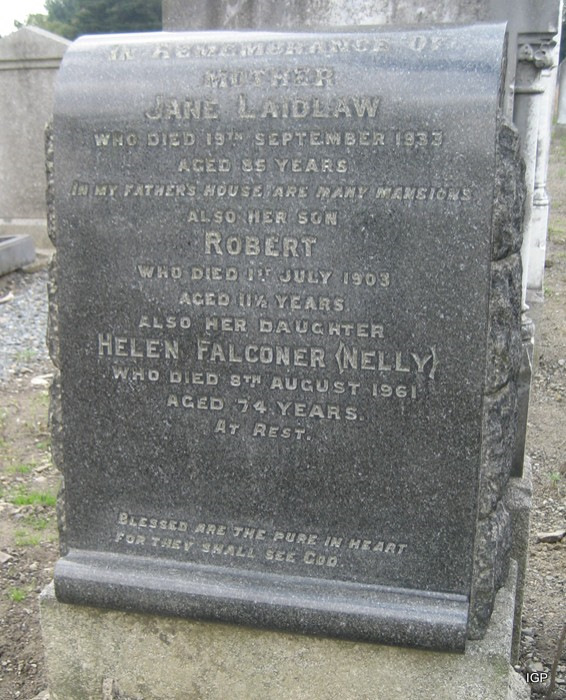 IN REMEMBRANCE OF
MOTHER
JANE LAIDLAW
WHO DIED 19TH SEPTEMBER 1933
AGED 85 YEARS
IN MY FATHERS HOUSE ARE MANY MANSIONS
ALSO HER SON
ROBERT
WHO DIED 1ST JULY 1903
AGED 11½ YEARS
ALSO HER DAUGHTER
HELEN FALCONER (NELLY)
WHO DIED 8TH AUGUST 1961
AGED 74 YEARS.
AT REST.
BLESSED ARE THE PURE IN HEART
FOR THEY SHALL SEE GOD
IGP